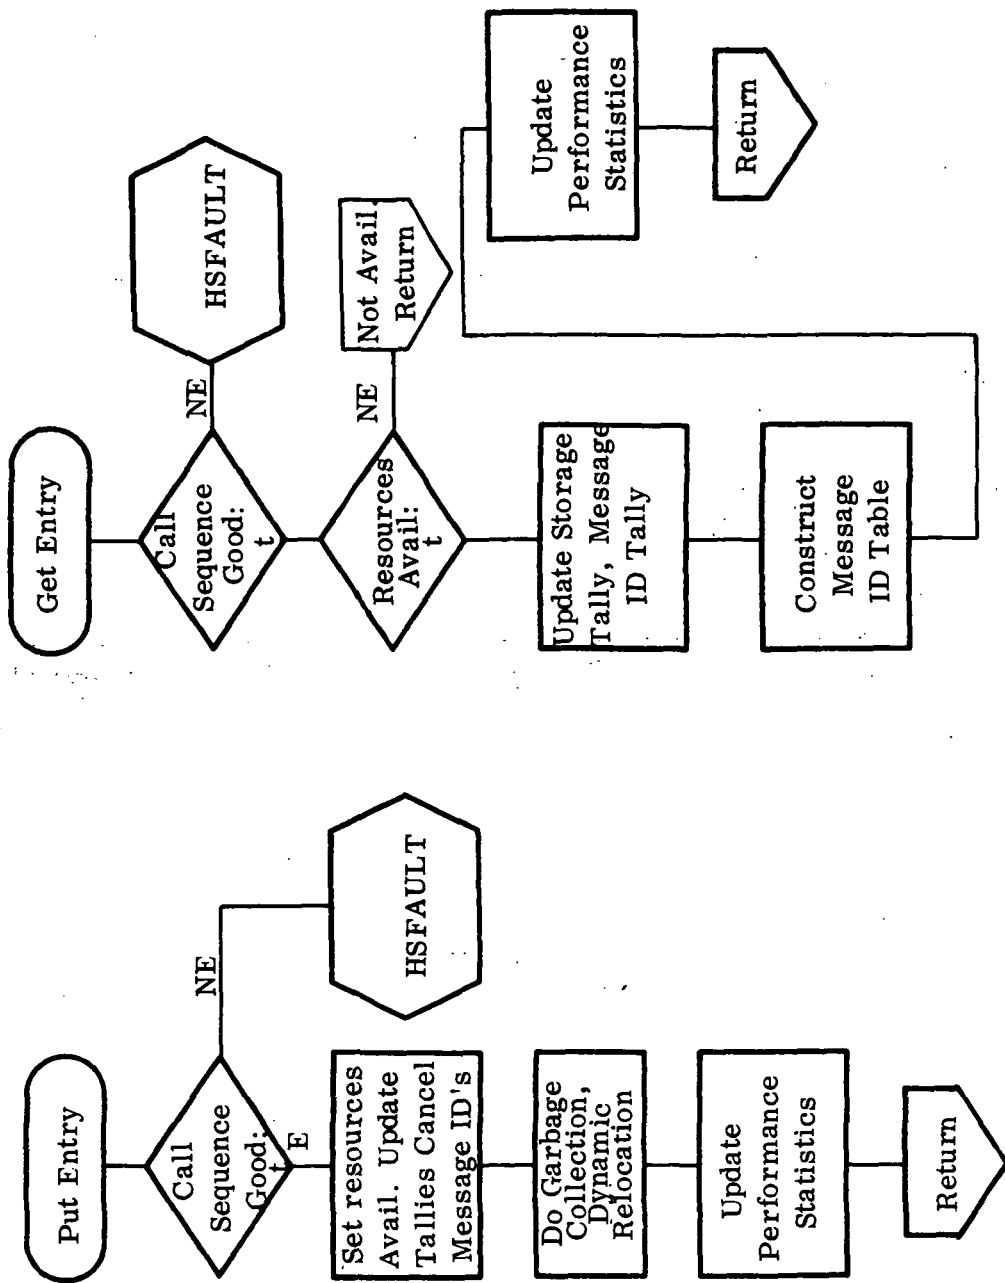 Put Entry
Call
Sequence
Good:
t
NE
E
HSFAULT
Set resources
Avail. Update
Tallies Cancel
Message ID's
Do Garbage
Collection,
Dynamic
Relocation
Update
Performance
Statistics
Return
Get Entry
Call
Sequence
Good:
t
NE
HSFAULT
Resources
Avail:
t
NE
Not Avail.
Return
Update Storage
Tally, Message
ID Tally
Construct
Message
ID Table
Update
Performance
Statistics
Return